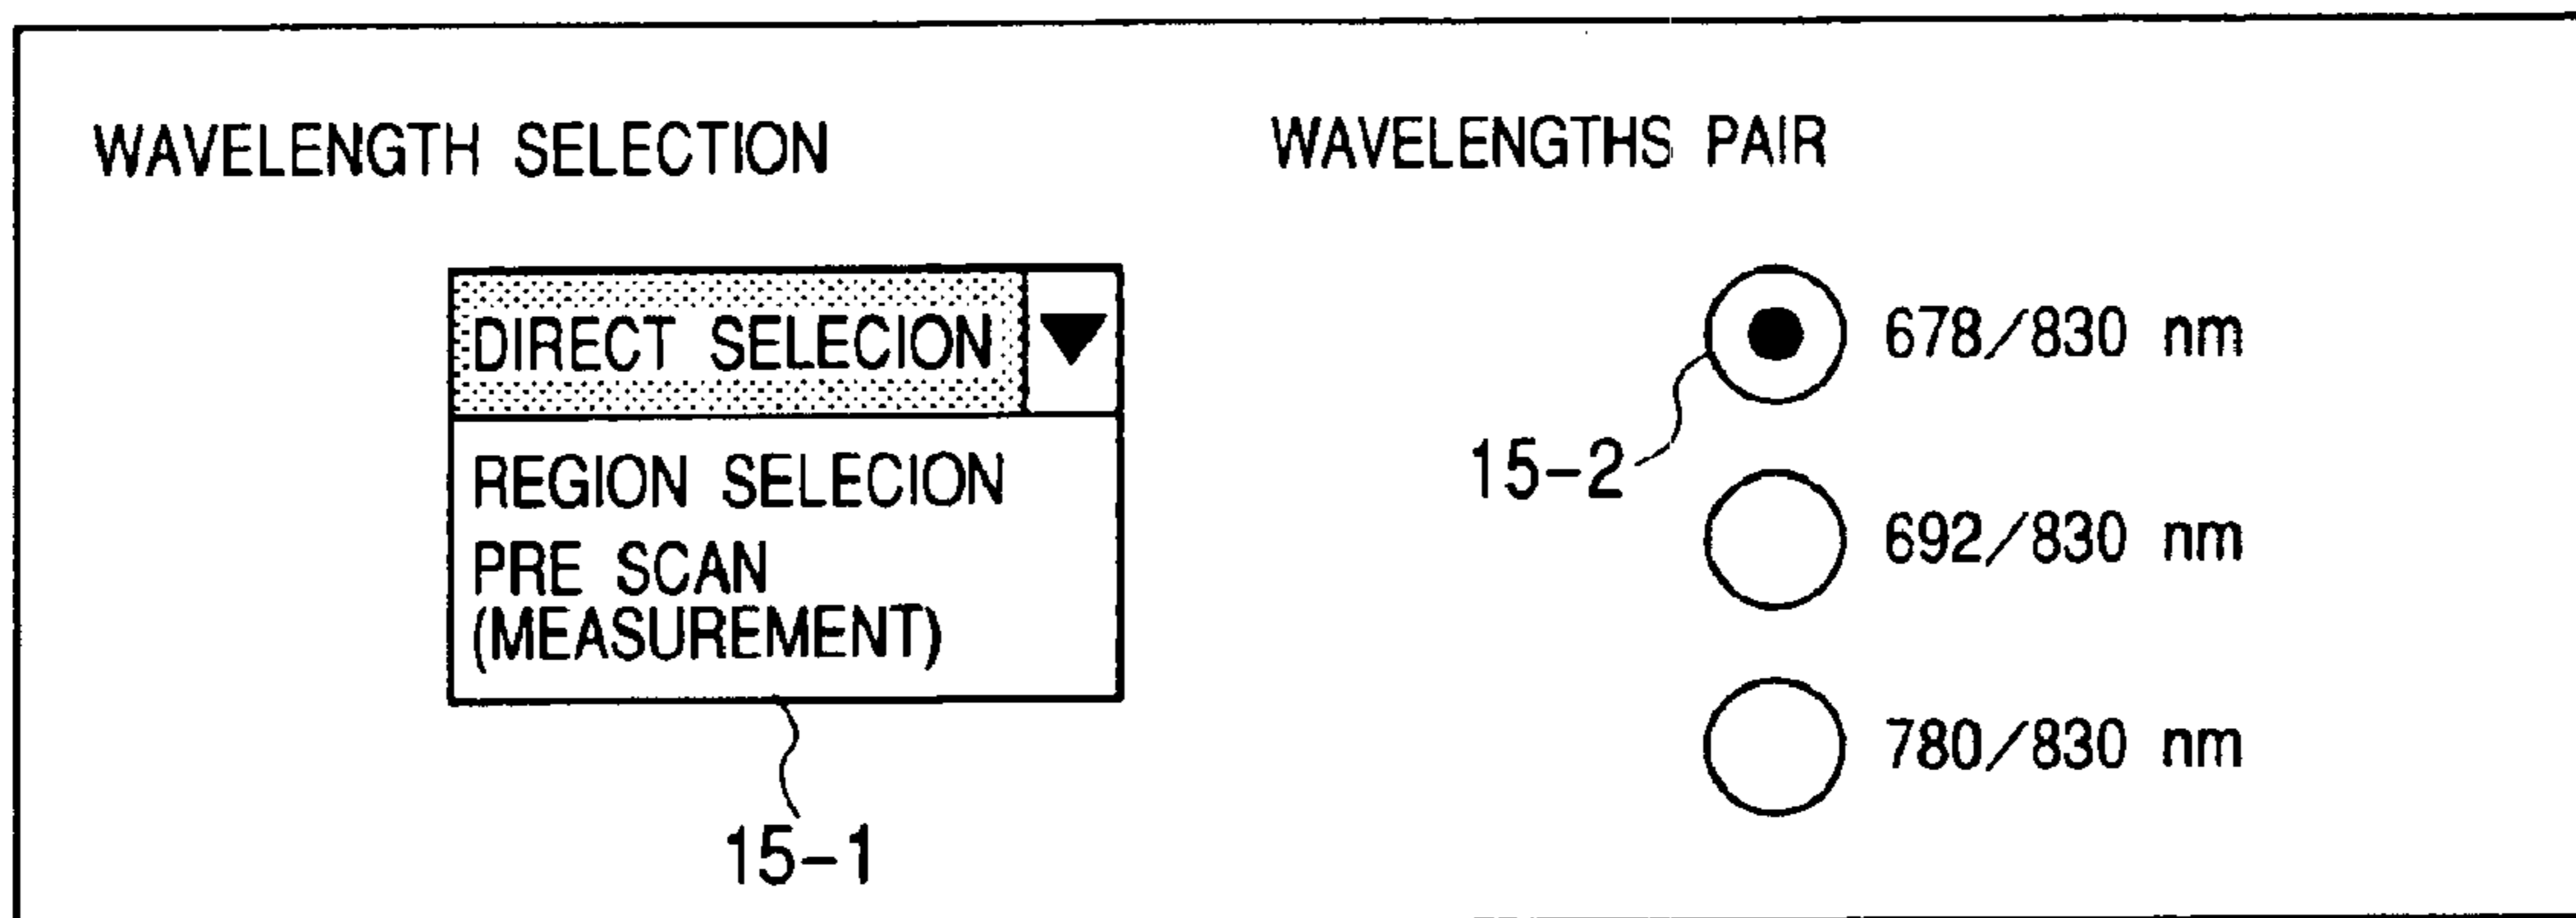 WAVELENGTH SELECTION
DIRECT SELECION
REGION SELECION
PRE SCAN
(MEASUREMENT)
15-1
WAVELENGTHS PAIR
678/830 nm
15-2
692/830 nm
780/830 nm